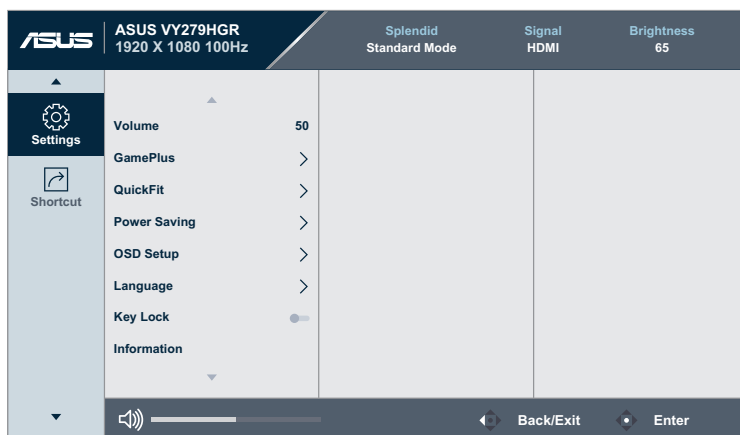 ASUS
ASUS VY279HGR
1920 X 1080 100Hz
Splendid
Standard Mode
Signal
HDMI
Brightness
65
Settings
Shortcut
Volume 50
GamePlus
QuickFit
Power Saving
OSD Setup
Language
Key Lock
Information
Back/Exit
Enter